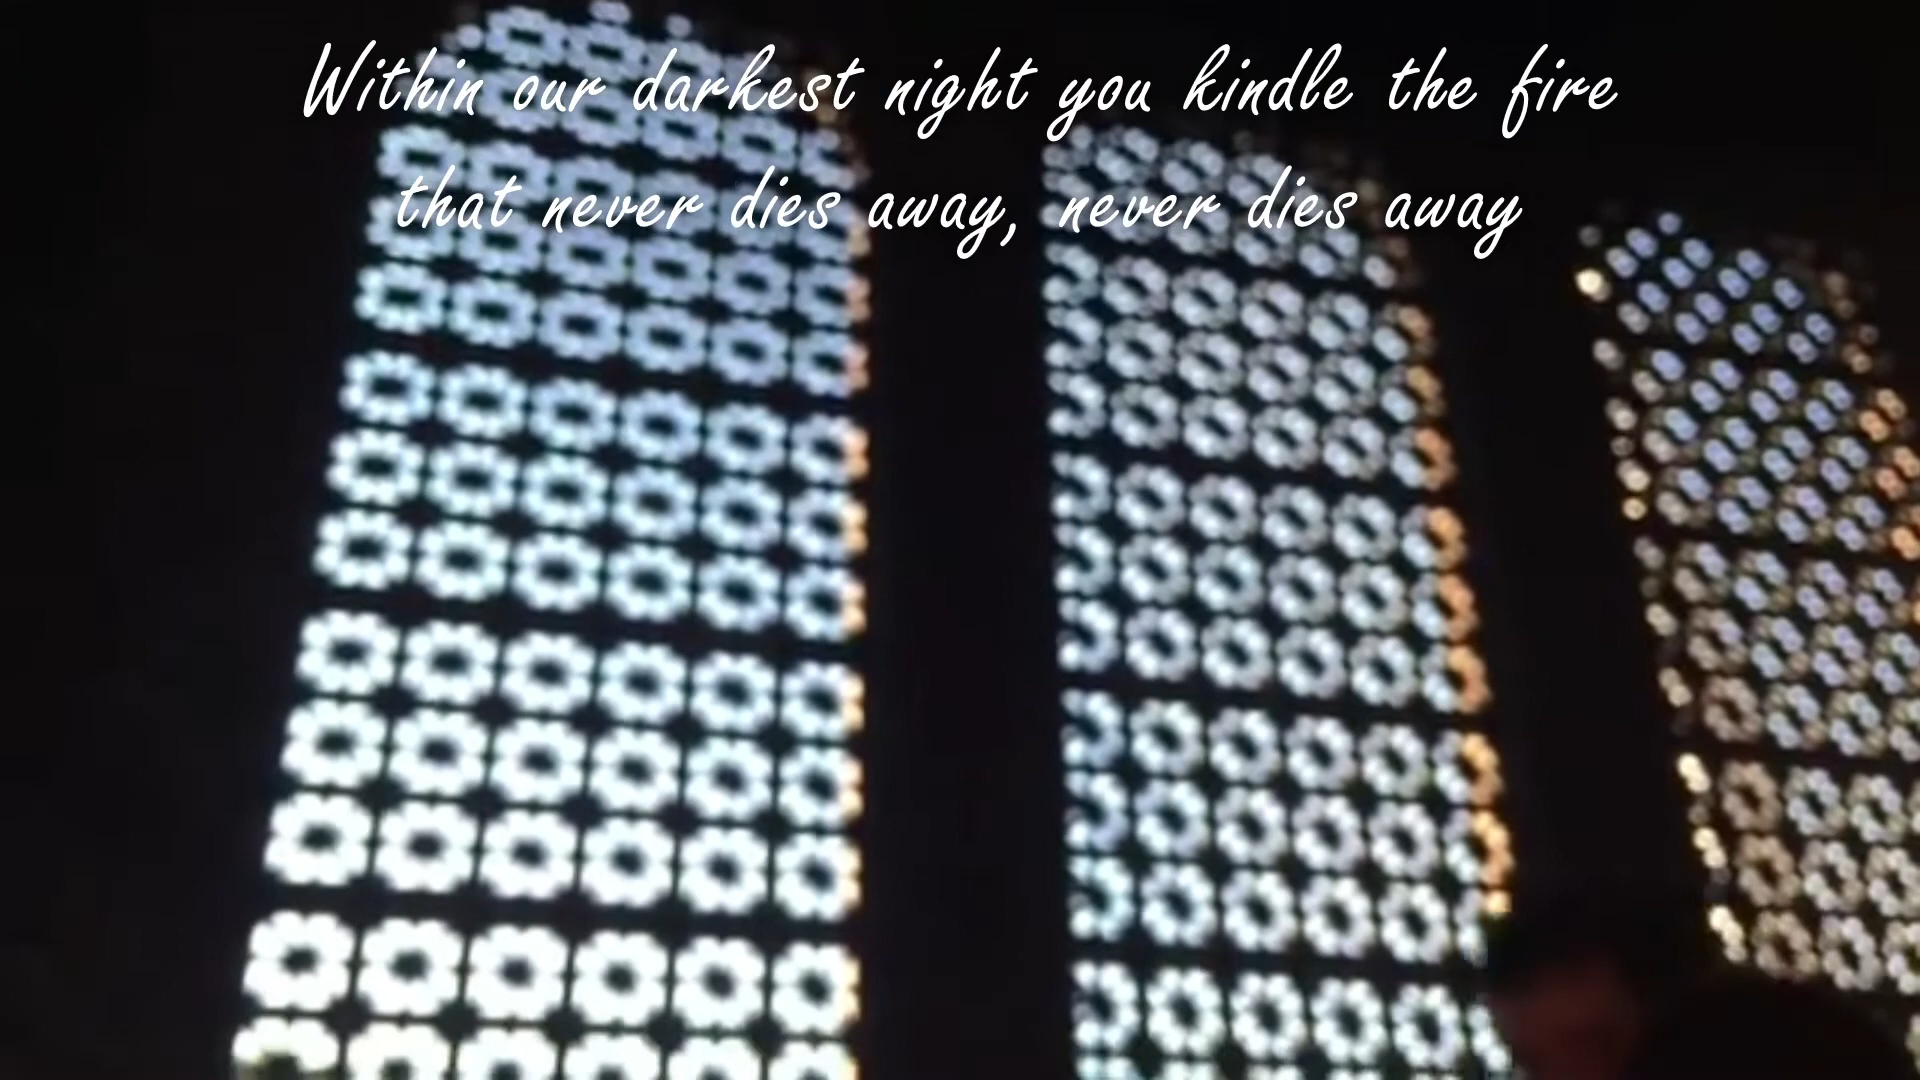 Within our darkest night you kindle the fire
that never dies away, never dies away